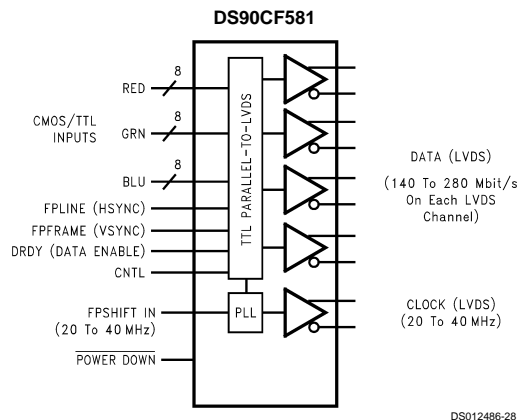 DS90CF581
8
RED
CMOS/TTL
INPUTS
8
GRN
8
BLU
FPLINE (HSYNC)
FPFRAME (VSYNC)
DRDY (DATA ENABLE)
CNTL
FPSHIFT IN
(20 To 40 MHz)
POWER DOWN
TTL PARALLEL-TO-LVDS
PLL
DATA (LVDS)
(140 To 280 Mbit/s
On Each LVDS
Channel)
CLOCK (LVDS)
(20 To 40 MHz)
DS012486-28